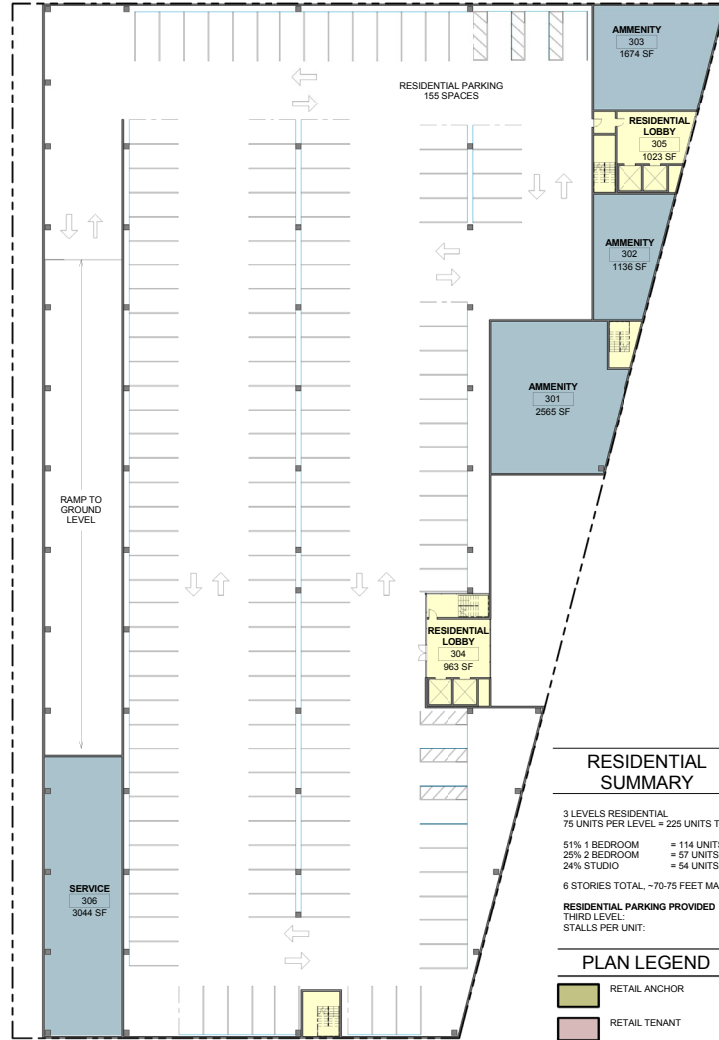 AMMENITY
303
1674 SF
RESIDENTIAL PARKING
155 SPACES
RESIDENTIAL
LOBBY
305
1023 SF
AMMENITY
302
1136 SF
AMMENITY
301
2565 SF
RAMP TO
GROUND
LEVEL
RESIDENTIAL
LOBBY
304
963 SF
SERVICE
306
3044 SF
RESIDENTIAL
SUMMARY
3 LEVELS RESIDENTIAL
75 UNITS PER LEVEL = 225 UNITS T
51% 1 BEDROOM = 114 UNITS
25% 2 BEDROOM = 57 UNITS
24% STUDIO = 54 UNITS
6 STORIES TOTAL, ~70-75 FEET MA
RESIDENTIAL PARKING PROVIDED
THIRD LEVEL:
STALLS PER UNIT:
PLAN LEGEND
RETAIL ANCHOR
RETAIL TENANT